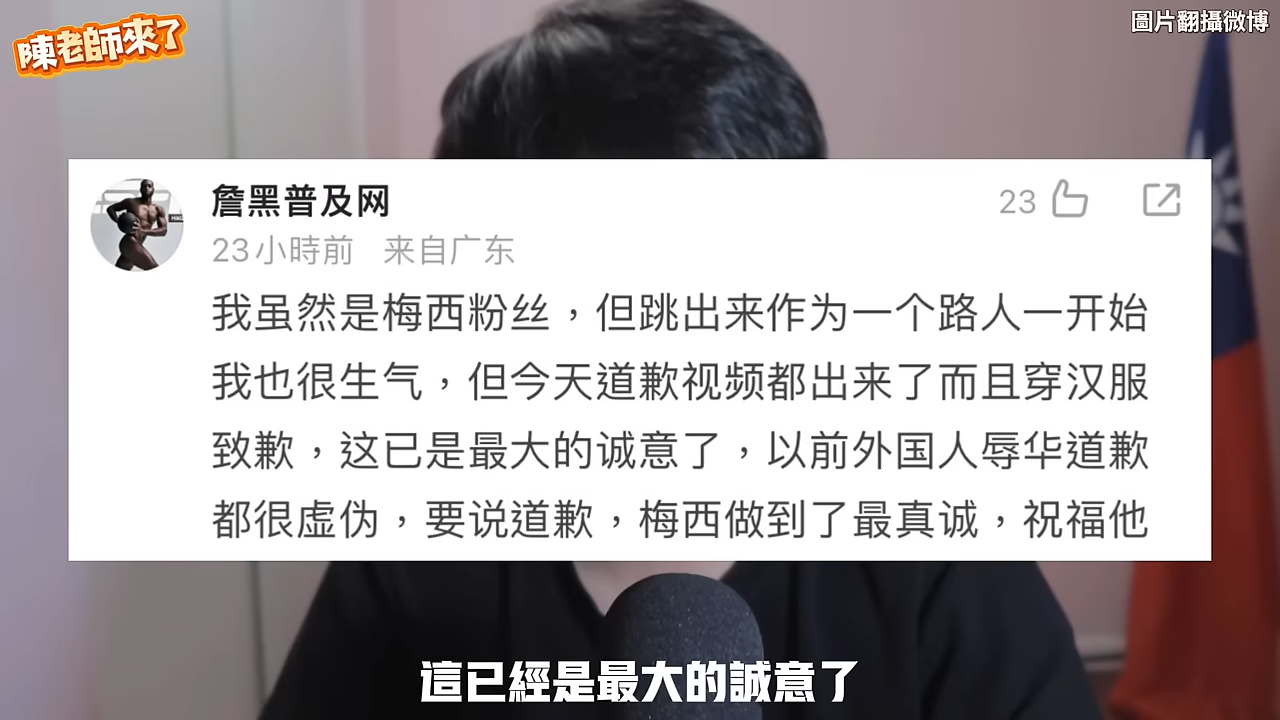 陳老師來了
圖片翻攝微博
詹黑普及网
23
23小時前 来自广东
我虽然是梅西粉丝，但跳出来作为一个路人一开始
我也很生气，但今天道歉视频都出来了而且穿汉服
致歉，这已是最大的诚意了，以前外国人辱华道歉
都很虚伪，要说道歉，梅西做到了最真诚，祝福他
這已經是最大的誠意了